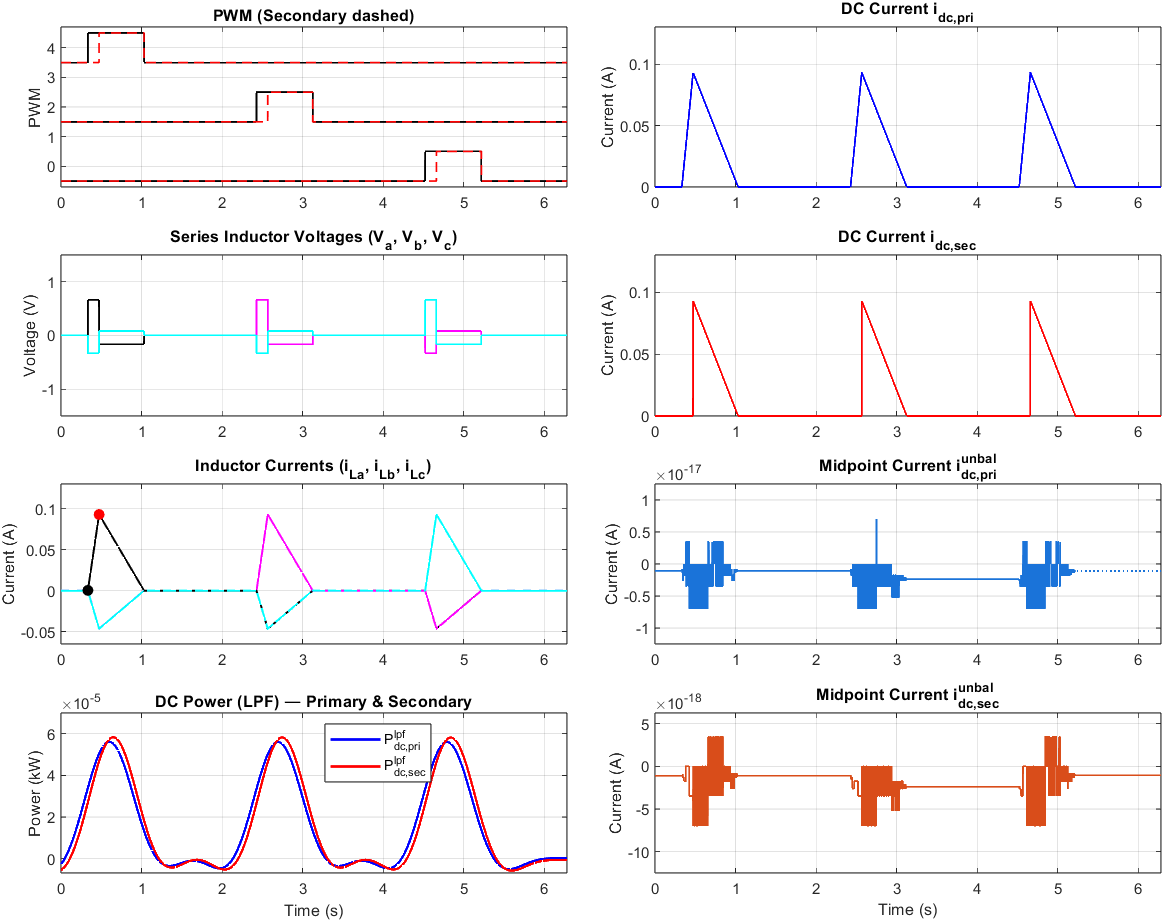 PWM (Secondary dashed)
PWM
4
3
2
1
0
0 1 2 3 4 5 6
DC Current i_dc,pri
Current (A)
0.1
0.05
0
0 1 2 3 4 5 6
Series Inductor Voltages (V_a, V_b, V_c)
Voltage (V)
1
0
-1
0 1 2 3 4 5 6
DC Current i_dc,sec
Current (A)
0.1
0.05
0
0 1 2 3 4 5 6
Inductor Currents (i_La, i_Lb, i_Lc)
Current (A)
0.1
0.05
0
-0.05
0 1 2 3 4 5 6
Midpoint Current i^unbal_dc,pri
×10^-17
Current (A)
1
0.5
0
-0.5
-1
0 1 2 3 4 5 6
DC Power (LPF) — Primary & Secondary
×10^-5
Power (kW)
6
4
2
0
P^lpf_dc,pri
P^lpf_dc,sec
0 1 2 3 4 5 6
Time (s)
Midpoint Current i^unbal_dc,sec
×10^-18
Current (A)
5
0
-5
-10
0 1 2 3 4 5 6
Time (s)